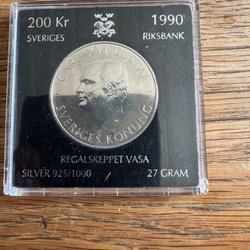 200 Kr 1990
SVERIGES RIKSBANK
CARL XVI GUSTAF
SVERIGES KONUNG
REGALSKEPPET VASA
SILVER 925/1000 27 GRAM